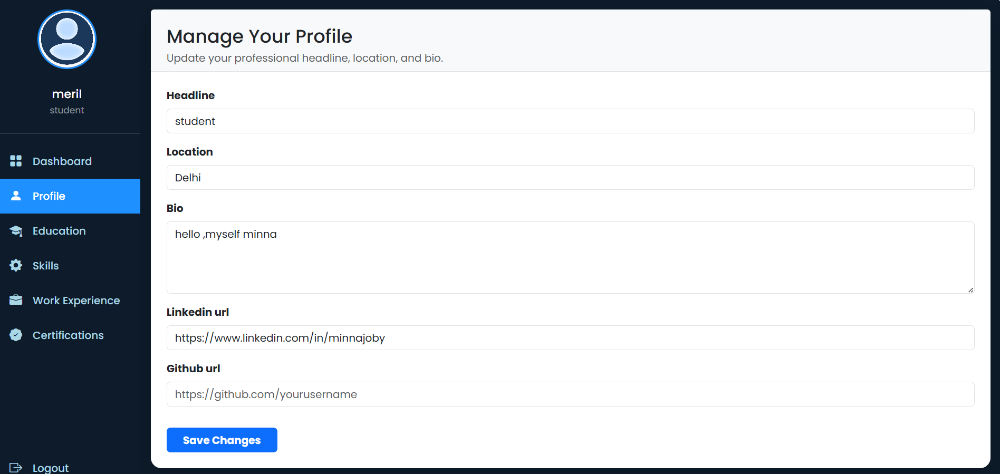 meril
student
Dashboard
Profile
Education
Skills
Work Experience
Certifications
Logout
Manage Your Profile
Update your professional headline, location, and bio.
Headline
student
Location
Delhi
Bio
hello ,myself minna
Linkedin url
https://www.linkedin.com/in/minnajoby
Github url
https://github.com/yourusername
Save Changes